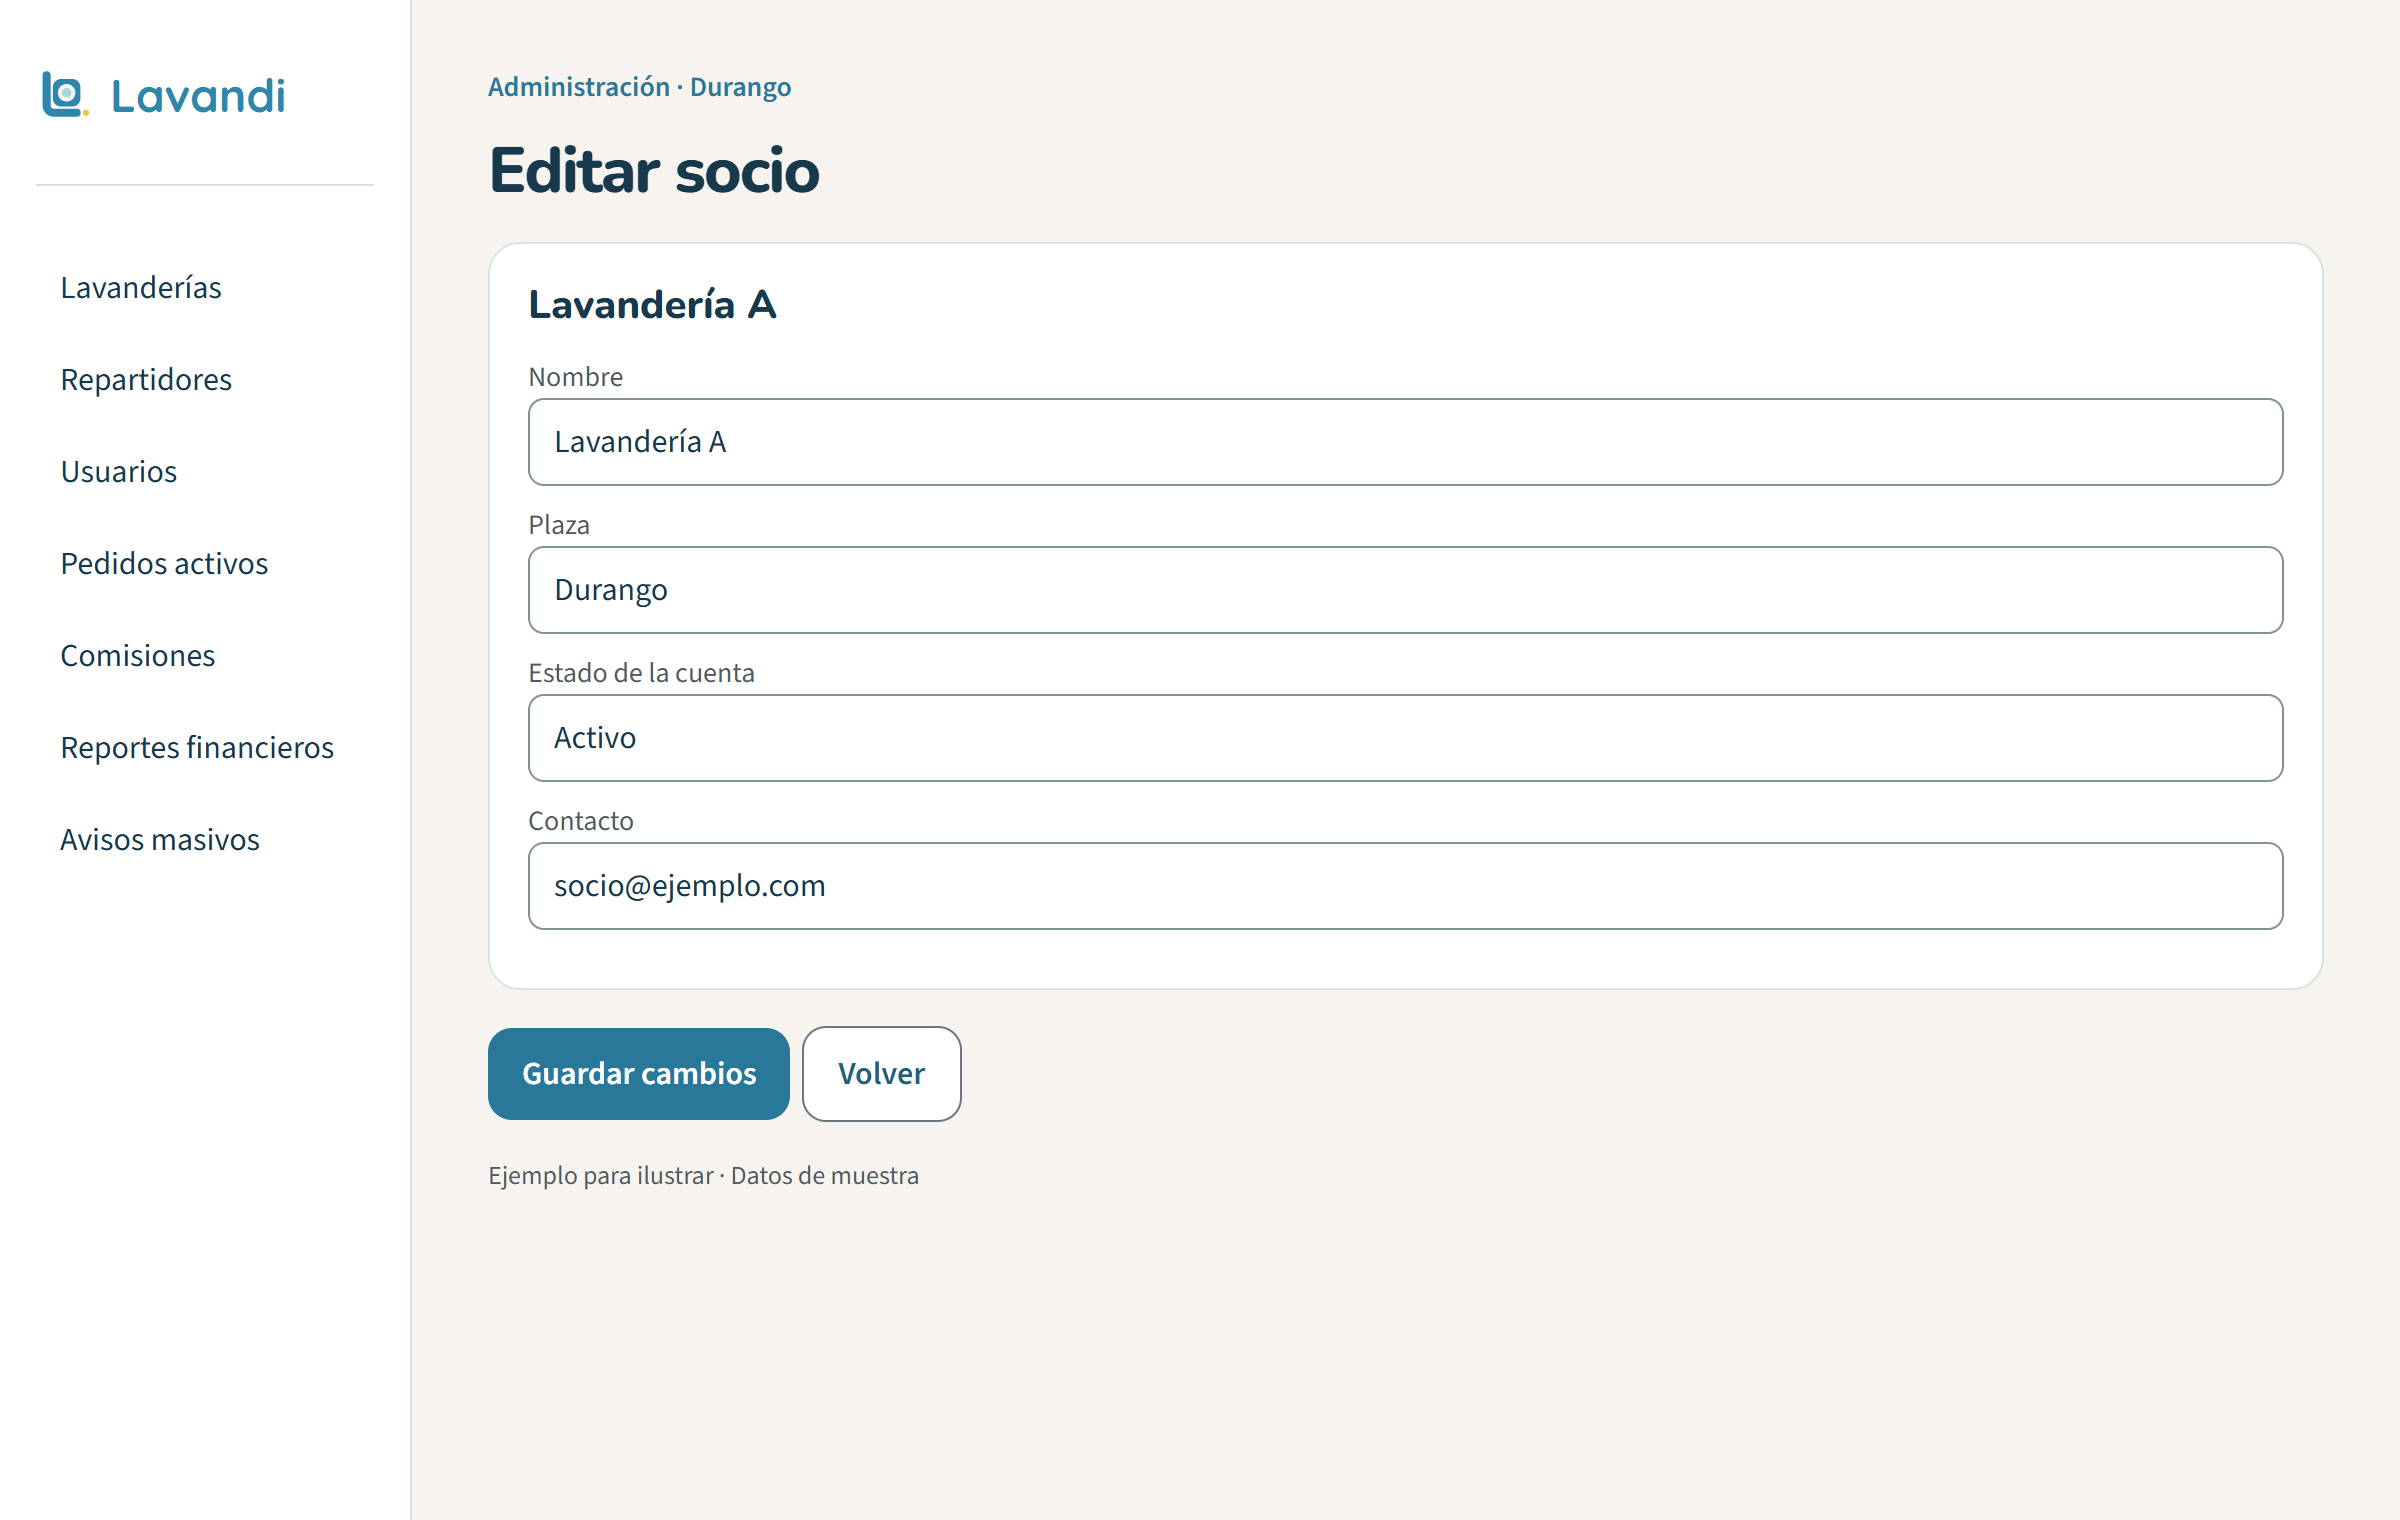 Lavandi
Lavanderías
Repartidores
Usuarios
Pedidos activos
Comisiones
Reportes financieros
Avisos masivos
Administración · Durango
Editar socio
Lavandería A
Nombre
Lavandería A
Plaza
Durango
Estado de la cuenta
Activo
Contacto
socio@ejemplo.com
Guardar cambios
Volver
Ejemplo para ilustrar · Datos de muestra